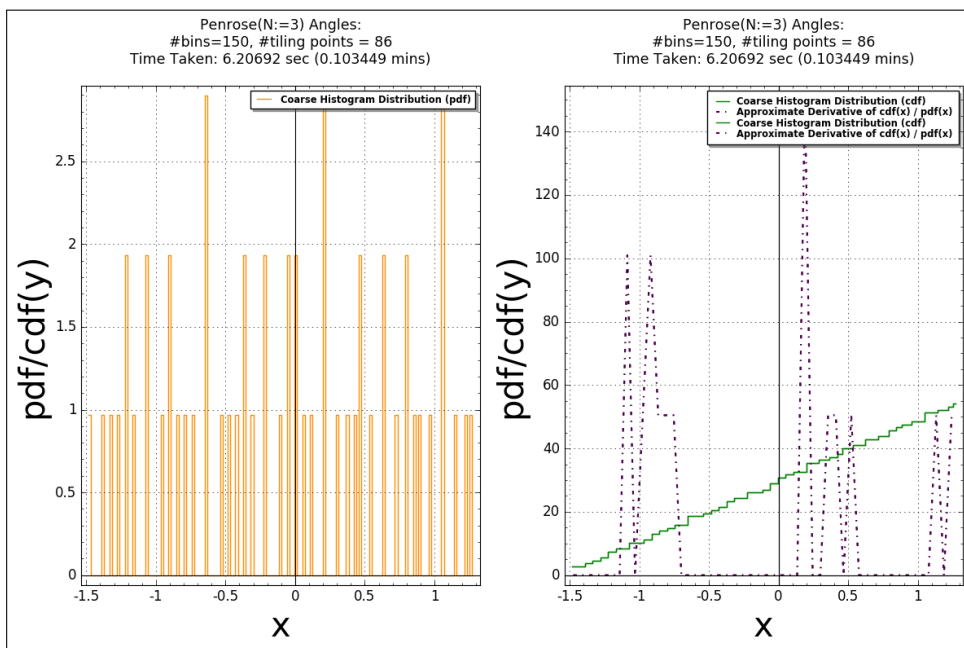 Penrose(N:=3) Angles:
#bins=150, #tiling points = 86
Time Taken: 6.20692 sec (0.103449 mins)
Coarse Histogram Distribution (pdf)
2.5
2
1.5
1
0.5
0
pdf/cdf(y)
-1.5
-1
-0.5
0
0.5
1
x
Penrose(N:=3) Angles:
#bins=150, #tiling points = 86
Time Taken: 6.20692 sec (0.103449 mins)
Coarse Histogram Distribution (cdf)
Approximate Derivative of cdf(x) / pdf(x)
Coarse Histogram Distribution (cdf)
Approximate Derivative of cdf(x) / pdf(x)
140
120
100
80
60
40
20
0
pdf/cdf(y)
-1.5
-1
-0.5
0
0.5
1
x